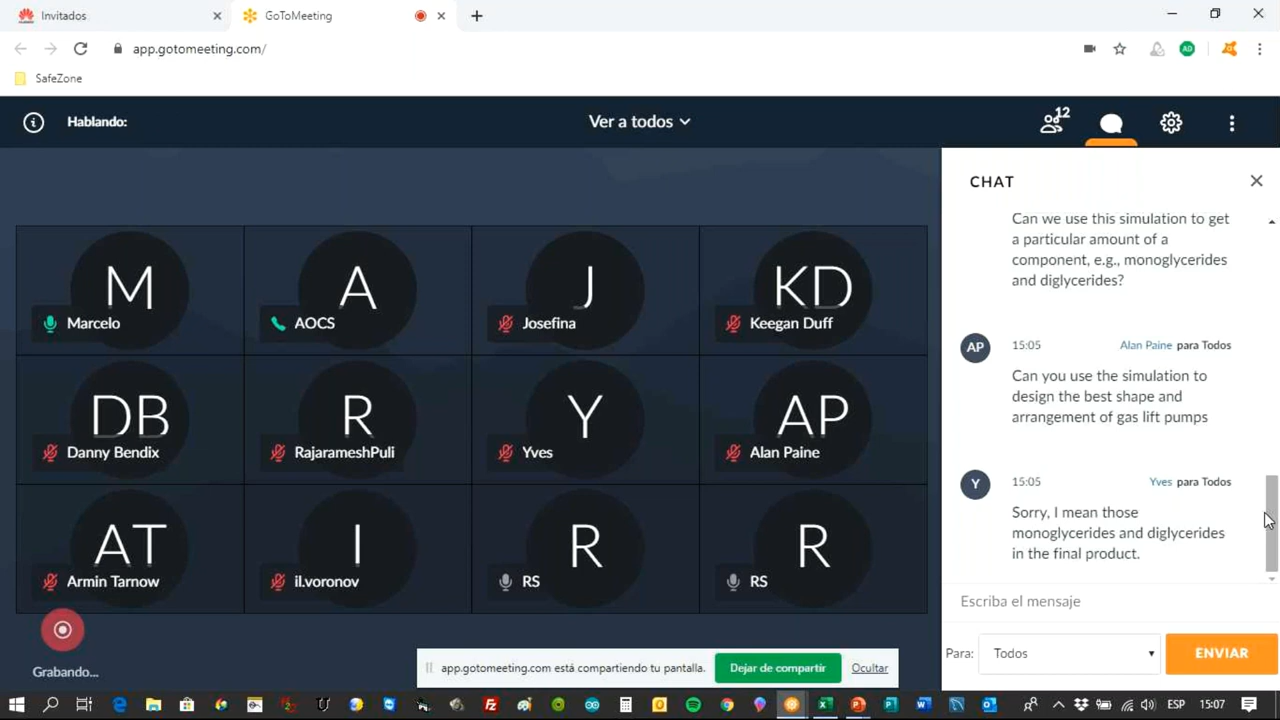 Invitados
GoToMeeting
app.gotomeeting.com/
AD
SafeZone
Hablando:
Ver a todos
12
CHAT
Can we use this simulation to get
a particular amount of a
component, e.g., monoglycerides
and diglycerides?
AP
15:05
Alan Paine para Todos
Can you use the simulation to
design the best shape and
arrangement of gas lift pumps
Y
15:05
Yves para Todos
Sorry, I mean those
monoglycerides and diglycerides
in the final product.
Escriba el mensaje
Para:
Todos
ENVIAR
M
Marcelo
A
AOCS
J
Josefina
KD
Keegan Duff
DB
Danny Bendix
R
RajarameshPuli
Y
Yves
AP
Alan Paine
AT
Armin Tarnow
I
il.voronov
R
RS
R
RS
Grabando...
app.gotomeeting.com está compartiendo tu pantalla.
Dejar de compartir
Ocultar
ESP
15:07